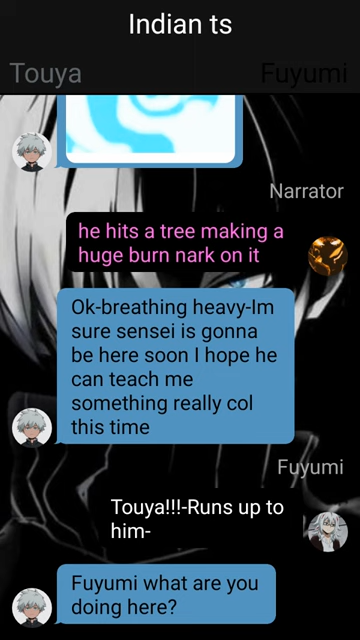 Indian ts
Touya
Fuyumi
Narrator
he hits a tree making a
huge burn nark on it
Ok-breathing heavy-Im
sure sensei is gonna
be here soon I hope he
can teach me
something really col
this time
Fuyumi
Touya!!!-Runs up to
him-
Fuyumi what are you
doing here?